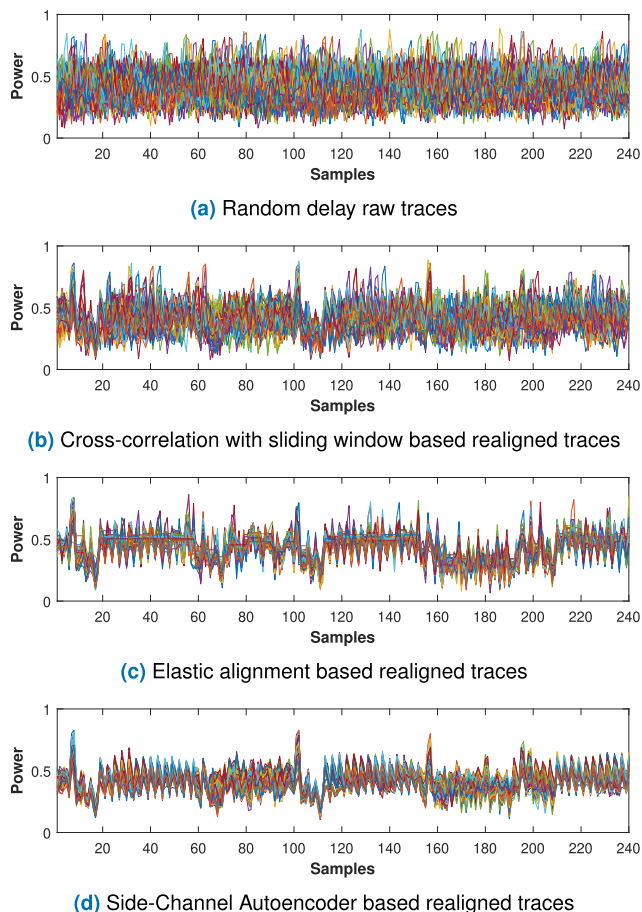 1
0.5
0
Power
20 40 60 80 100 120 140 160 180 200 220 240
Samples
(a) Random delay raw traces
1
0.5
0
Power
20 40 60 80 100 120 140 160 180 200 220 240
Samples
(b) Cross-correlation with sliding window based realigned traces
1
0.5
0
Power
20 40 60 80 100 120 140 160 180 200 220 240
Samples
(c) Elastic alignment based realigned traces
1
0.5
0
Power
20 40 60 80 100 120 140 160 180 200 220 240
Samples
(d) Side-Channel Autoencoder based realigned traces